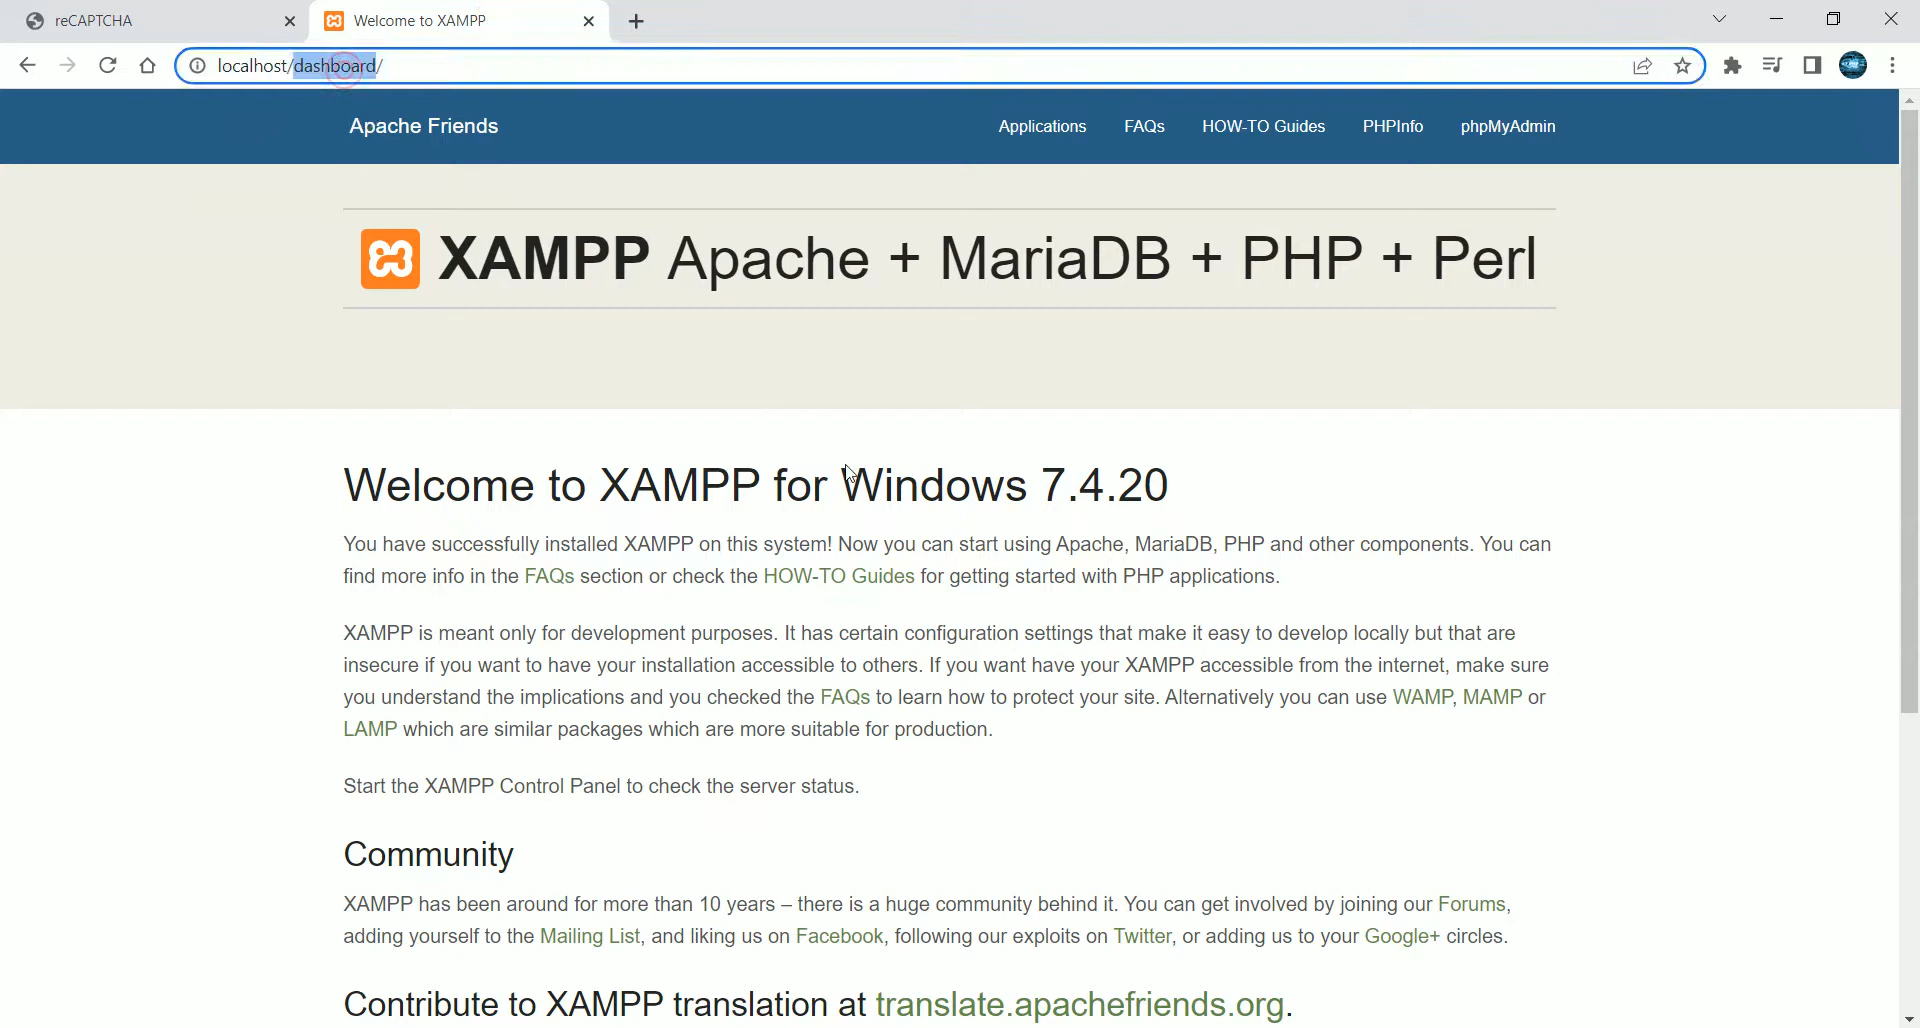 reCAPTCHA
Welcome to XAMPP
localhost/dashboard/
Apache Friends
Applications
FAQs
HOW-TO Guides
PHPInfo
phpMyAdmin
XAMPP Apache + MariaDB + PHP + Perl
Welcome to XAMPP for Windows 7.4.20
You have successfully installed XAMPP on this system! Now you can start using Apache, MariaDB, PHP and other components. You can
find more info in the FAQs section or check the HOW-TO Guides for getting started with PHP applications.
XAMPP is meant only for development purposes. It has certain configuration settings that make it easy to develop locally but that are
insecure if you want to have your installation accessible to others. If you want have your XAMPP accessible from the internet, make sure
you understand the implications and you checked the FAQs to learn how to protect your site. Alternatively you can use WAMP, MAMP or
LAMP which are similar packages which are more suitable for production.
Start the XAMPP Control Panel to check the server status.
Community
XAMPP has been around for more than 10 years – there is a huge community behind it. You can get involved by joining our Forums,
adding yourself to the Mailing List, and liking us on Facebook, following our exploits on Twitter, or adding us to your Google+ circles.
Contribute to XAMPP translation at translate.apachefriends.org.